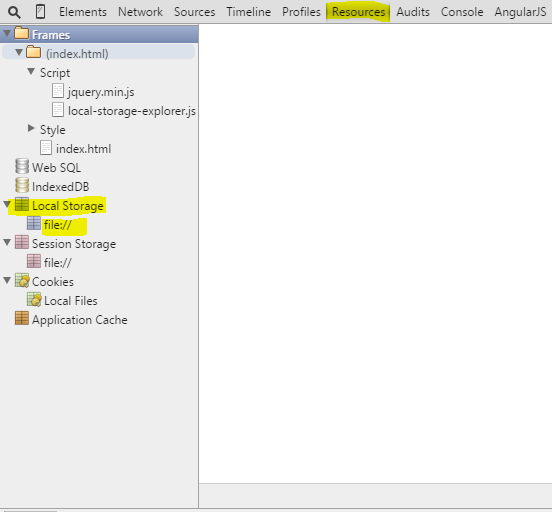 Elements Network Sources Timeline Profiles Resources Audits Console AngularJS
Frames
(index.html)
Script
jquery.min.js
local-storage-explorer.js
Style
index.html
Web SQL
IndexedDB
Local Storage
file://
Session Storage
file://
Cookies
Local Files
Application Cache